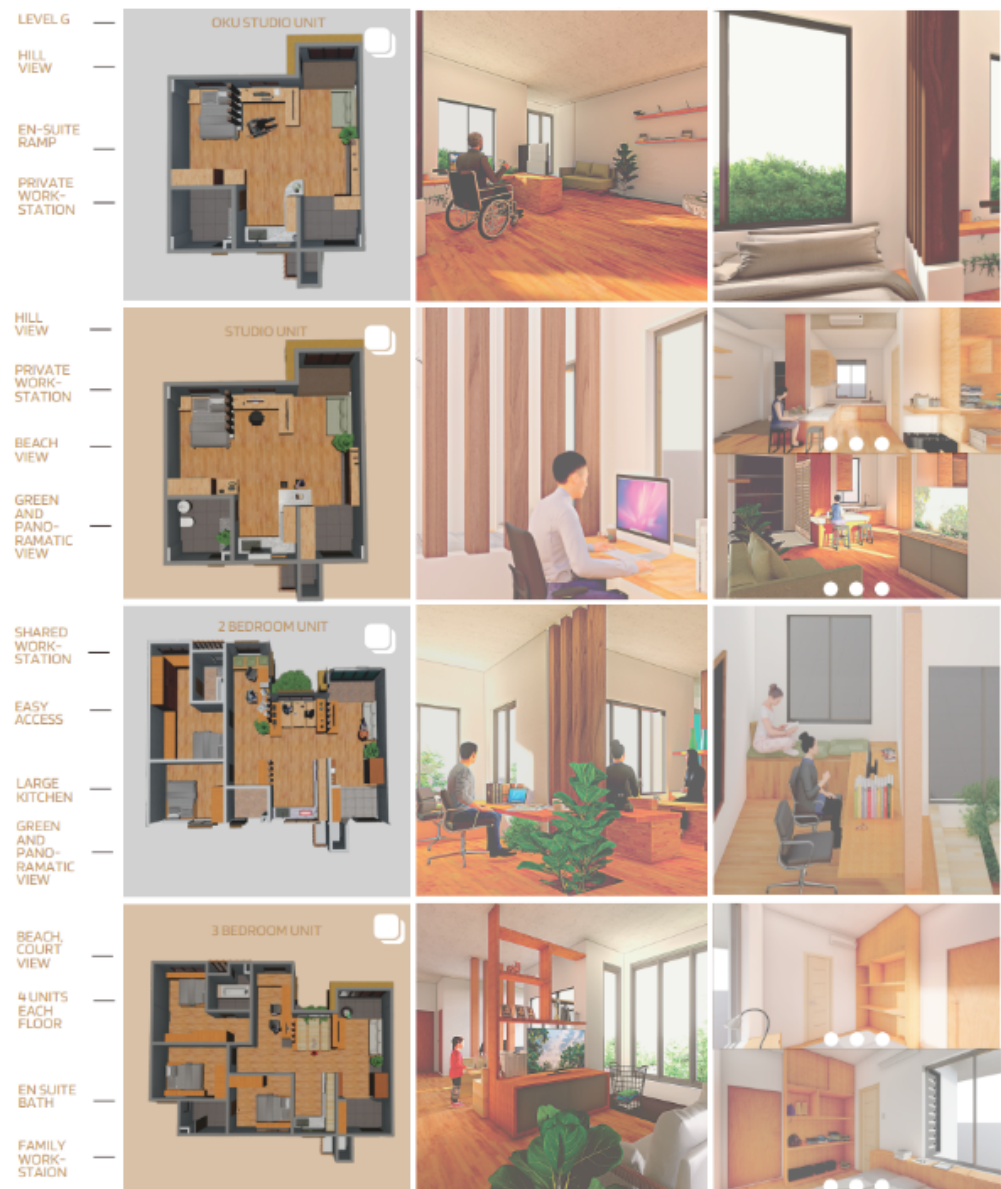 LEVEL G
HILL
VIEW
EN-SUITE
RAMP
PRIVATE
WORK-
STATION
OKU STUDIO UNIT
HILL
VIEW
PRIVATE
WORK-
STATION
BEACH
VIEW
GREEN
AND
PANO-
RAMATIC
VIEW
STUDIO UNIT
SHARED
WORK-
STATION
EASY
ACCESS
LARGE
KITCHEN
GREEN
AND
PANO-
RAMATIC
VIEW
2 BEDROOM UNIT
BEACH,
COURT
VIEW
4 UNITS
EACH
FLOOR
EN SUITE
BATH
FAMILY
WORK-
STAION
3 BEDROOM UNIT